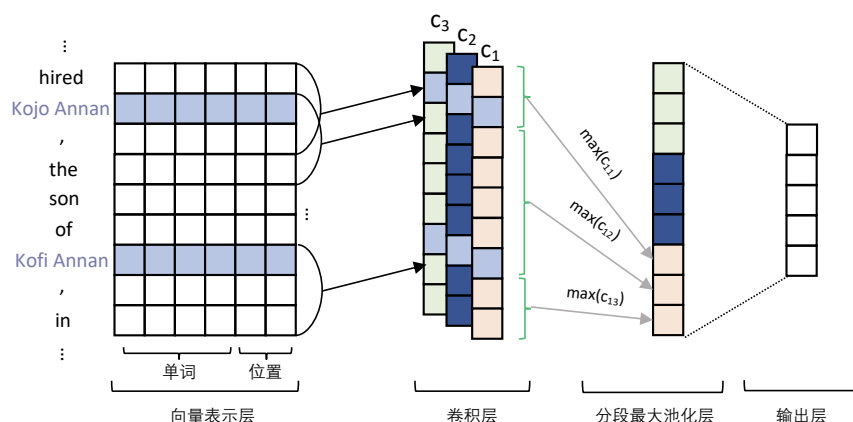 ⋮
hired
Kojo Annan
,
the
son
of
Kofi Annan
,
in
⋮
单词
位置
向量表示层
⋮
c3
c2
c1
卷积层
max(c11)
max(c12)
max(c13)
分段最大池化层
输出层